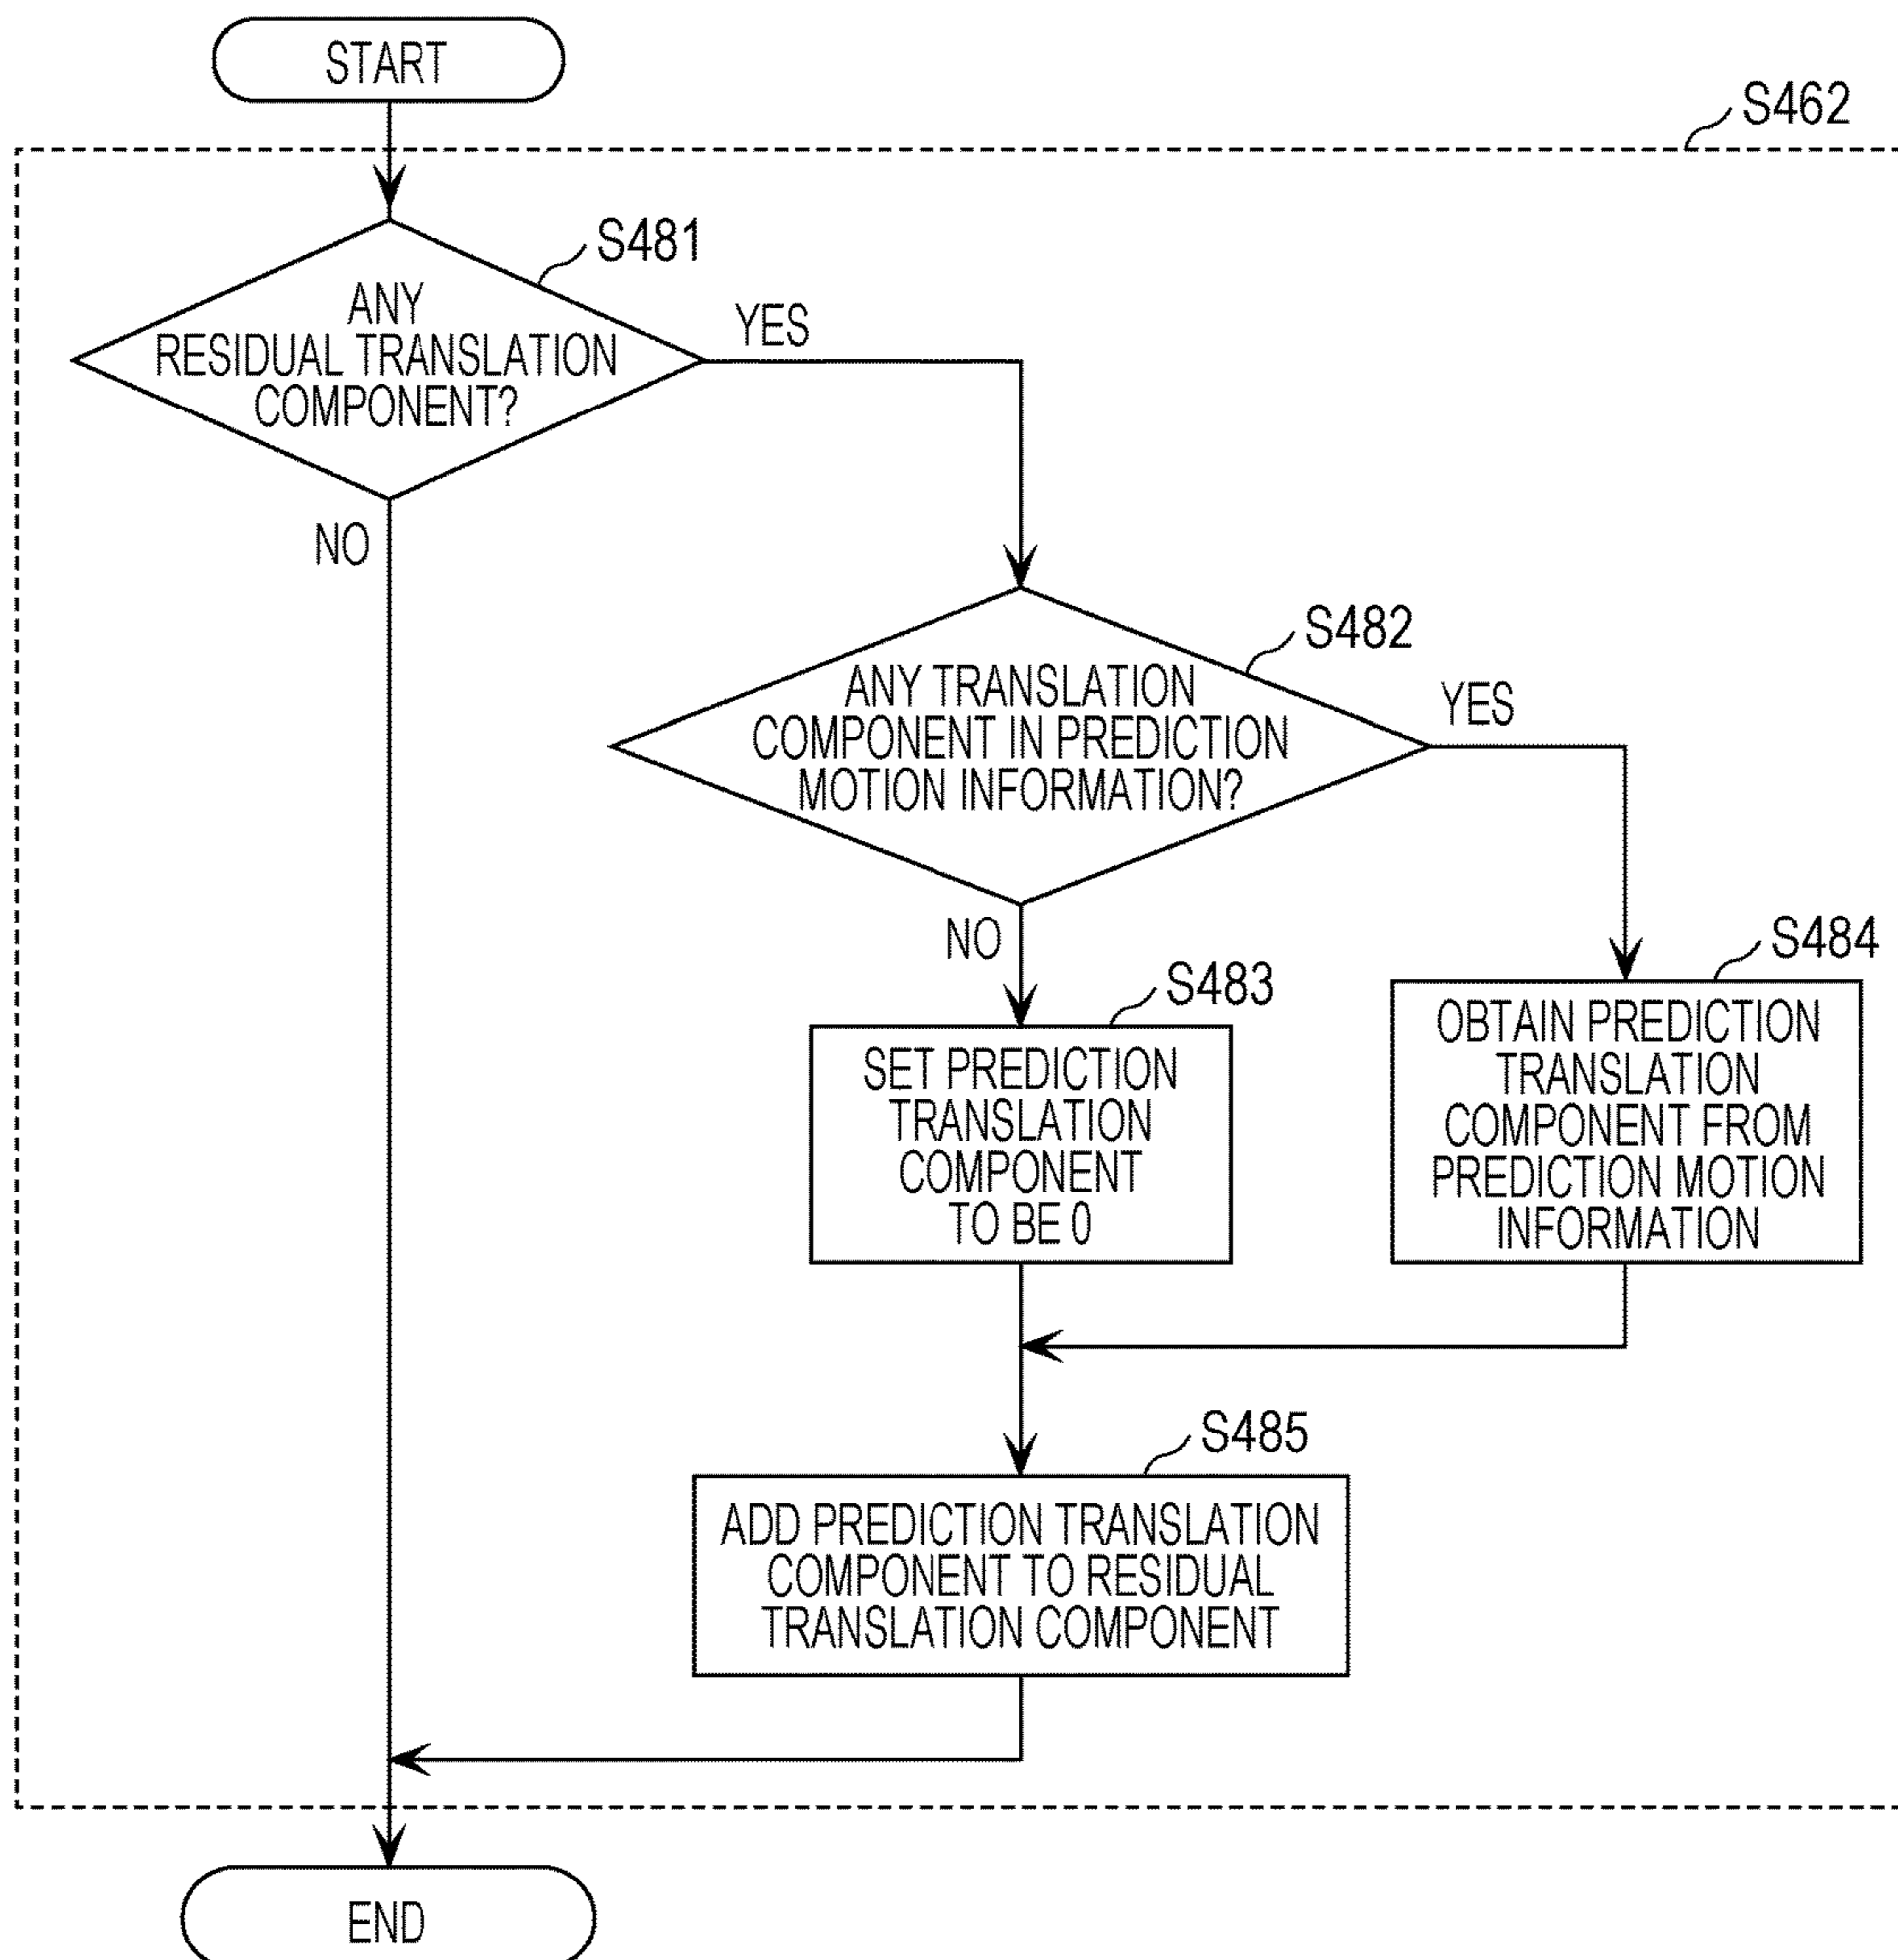 START
S462
S481
ANY
RESIDUAL TRANSLATION
COMPONENT?
YES
NO
S482
ANY TRANSLATION
COMPONENT IN PREDICTION
MOTION INFORMATION?
YES
NO
S483
SET PREDICTION
TRANSLATION
COMPONENT
TO BE 0
S484
OBTAIN PREDICTION
TRANSLATION
COMPONENT FROM
PREDICTION MOTION
INFORMATION
S485
ADD PREDICTION TRANSLATION
COMPONENT TO RESIDUAL
TRANSLATION COMPONENT
END